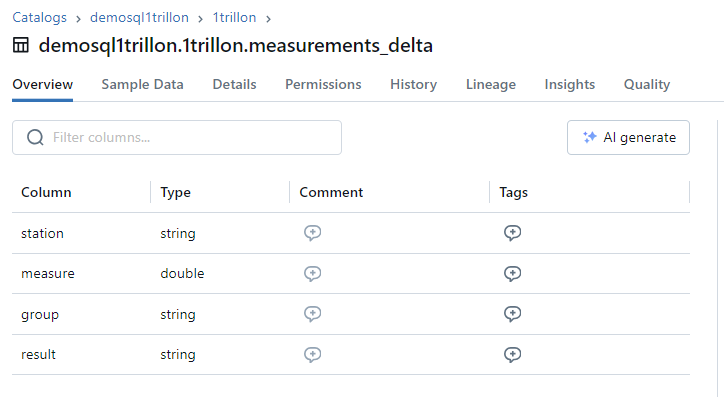 Catalogs > demosql1trillon > 1trillon >
demosql1trillon.1trillon.measurements_delta
Overview Sample Data Details Permissions History Lineage Insights Quality
Filter columns... AI generate
Column Type Comment Tags
station string
measure double
group string
result string